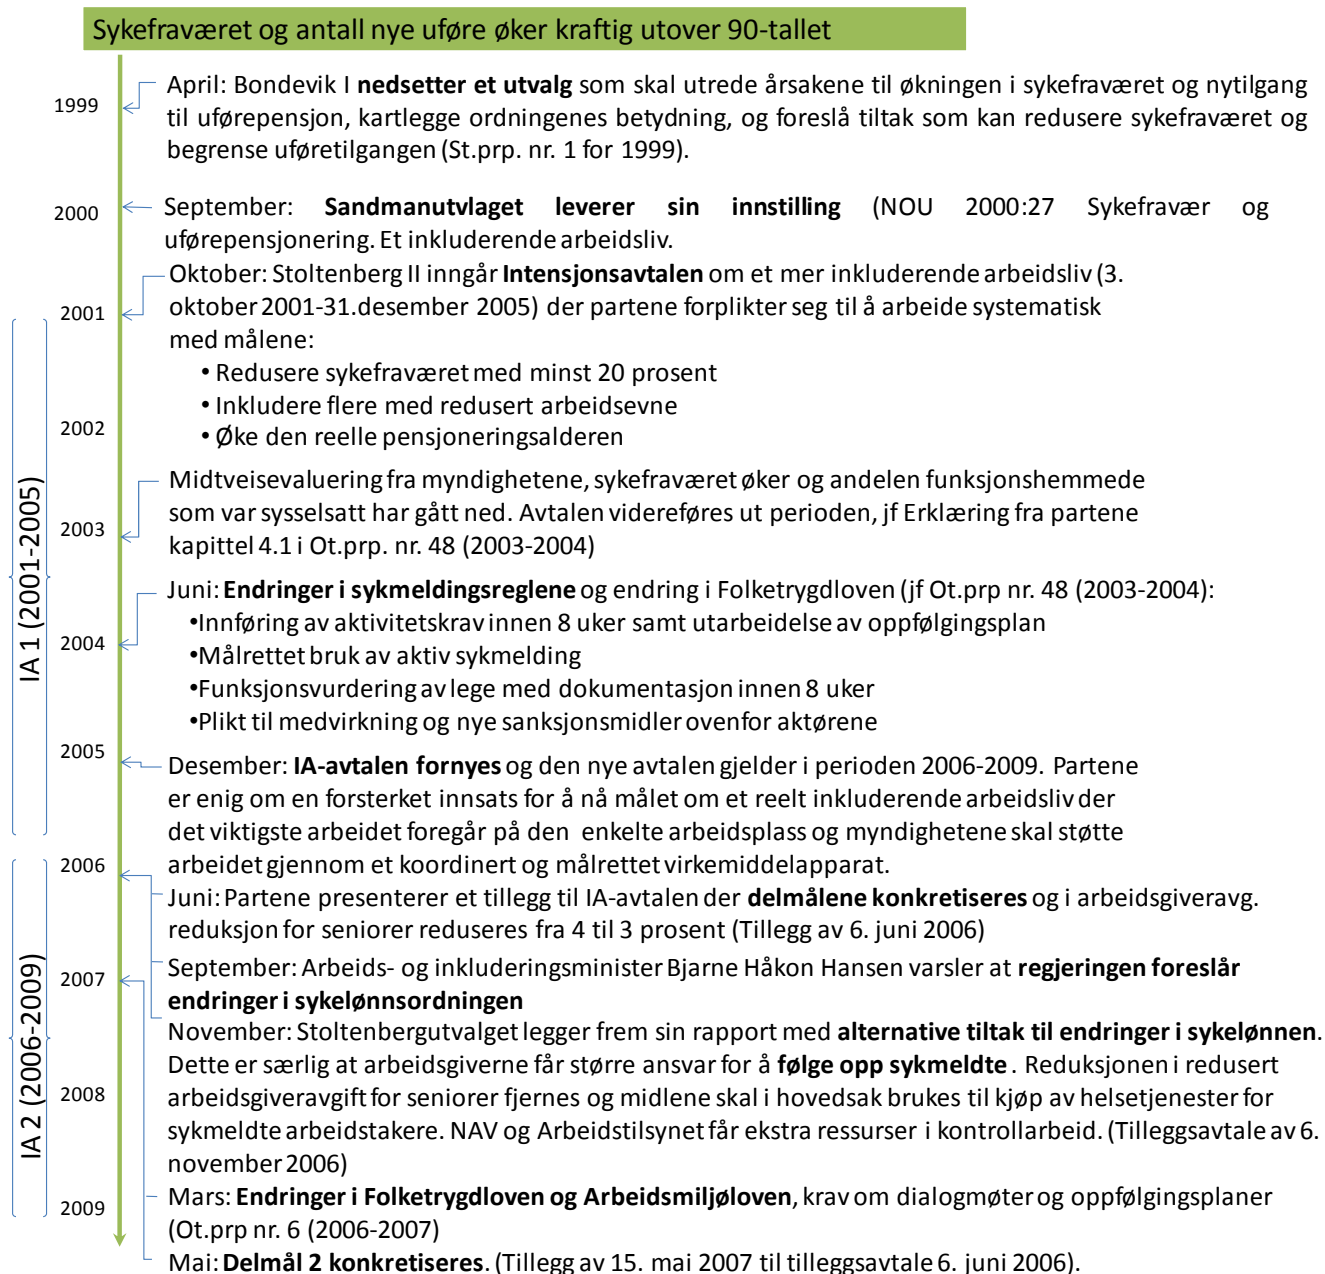 Sykefraværet og antall nye uføre øker kraftig utover 90-tallet
1999
April: Bondevik I nedsetter et utvalg som skal utrede årsakene til økningen i sykefraværet og nytilgang
til uførepensjon, kartlegge ordningenes betydning, og foreslå tiltak som kan redusere sykefraværet og
begrense uføretilgangen (St.prp. nr. 1 for 1999).
2000
September: Sandmanutvlaget leverer sin innstilling (NOU 2000:27 Sykefravær og
uførepensjonering. Et inkluderende arbeidsliv.
2001
Oktober: Stoltenberg II inngår Intensjonsavtalen om et mer inkluderende arbeidsliv (3.
oktober 2001-31.desember 2005) der partene forplikter seg til å arbeide systematisk
med målene:
• Redusere sykefraværet med minst 20 prosent
• Inkludere flere med redusert arbeidsevne
• Øke den reelle pensjoneringsalderen
2002
IA 1 (2001-2005)
2003
Midtveisevaluering fra myndighetene, sykefraværet øker og andelen funksjonshemmede
som var sysselsatt har gått ned. Avtalen videreføres ut perioden, jf Erklæring fra partene
kapittel 4.1 i Ot.prp. nr. 48 (2003-2004)
2004
Juni: Endringer i sykmeldingsreglene og endring i Folketrygdloven (jf Ot.prp nr. 48 (2003-2004):
•Innføring av aktivitetskrav innen 8 uker samt utarbeidelse av oppfølgingsplan
•Målrettet bruk av aktiv sykmelding
•Funksjonsvurdering av lege med dokumentasjon innen 8 uker
•Plikt til medvirkning og nye sanksjonsmidler ovenfor aktørene
2005
Desember: IA-avtalen fornyes og den nye avtalen gjelder i perioden 2006-2009. Partene
er enig om en forsterket innsats for å nå målet om et reelt inkluderende arbeidsliv der
det viktigste arbeidet foregår på den enkelte arbeidsplass og myndighetene skal støtte
arbeidet gjennom et koordinert og målrettet virkemiddelapparat.
2006
Juni: Partene presenterer et tillegg til IA-avtalen der delmålene konkretiseres og i arbeidsgiveravg.
reduksjon for seniorer reduseres fra 4 til 3 prosent (Tillegg av 6. juni 2006)
IA 2 (2006-2009)
2007
September: Arbeids- og inkluderingsminister Bjarne Håkon Hansen varsler at regjeringen foreslår
endringer i sykelønnsordningen
November: Stoltenbergutvalget legger frem sin rapport med alternative tiltak til endringer i sykelønnen.
Dette er særlig at arbeidsgiverne får større ansvar for å følge opp sykmeldte . Reduksjonen i redusert
2008
arbeidsgiveravgift for seniorer fjernes og midlene skal i hovedsak brukes til kjøp av helsetjenester for
sykmeldte arbeidstakere. NAV og Arbeidstilsynet får ekstra ressurser i kontrollarbeid. (Tilleggsavtale av 6.
november 2006)
2009
Mars: Endringer i Folketrygdloven og Arbeidsmiljøloven, krav om dialogmøter og oppfølgingsplaner
(Ot.prp nr. 6 (2006-2007)
Mai: Delmål 2 konkretiseres. (Tillegg av 15. mai 2007 til tilleggsavtale 6. juni 2006).